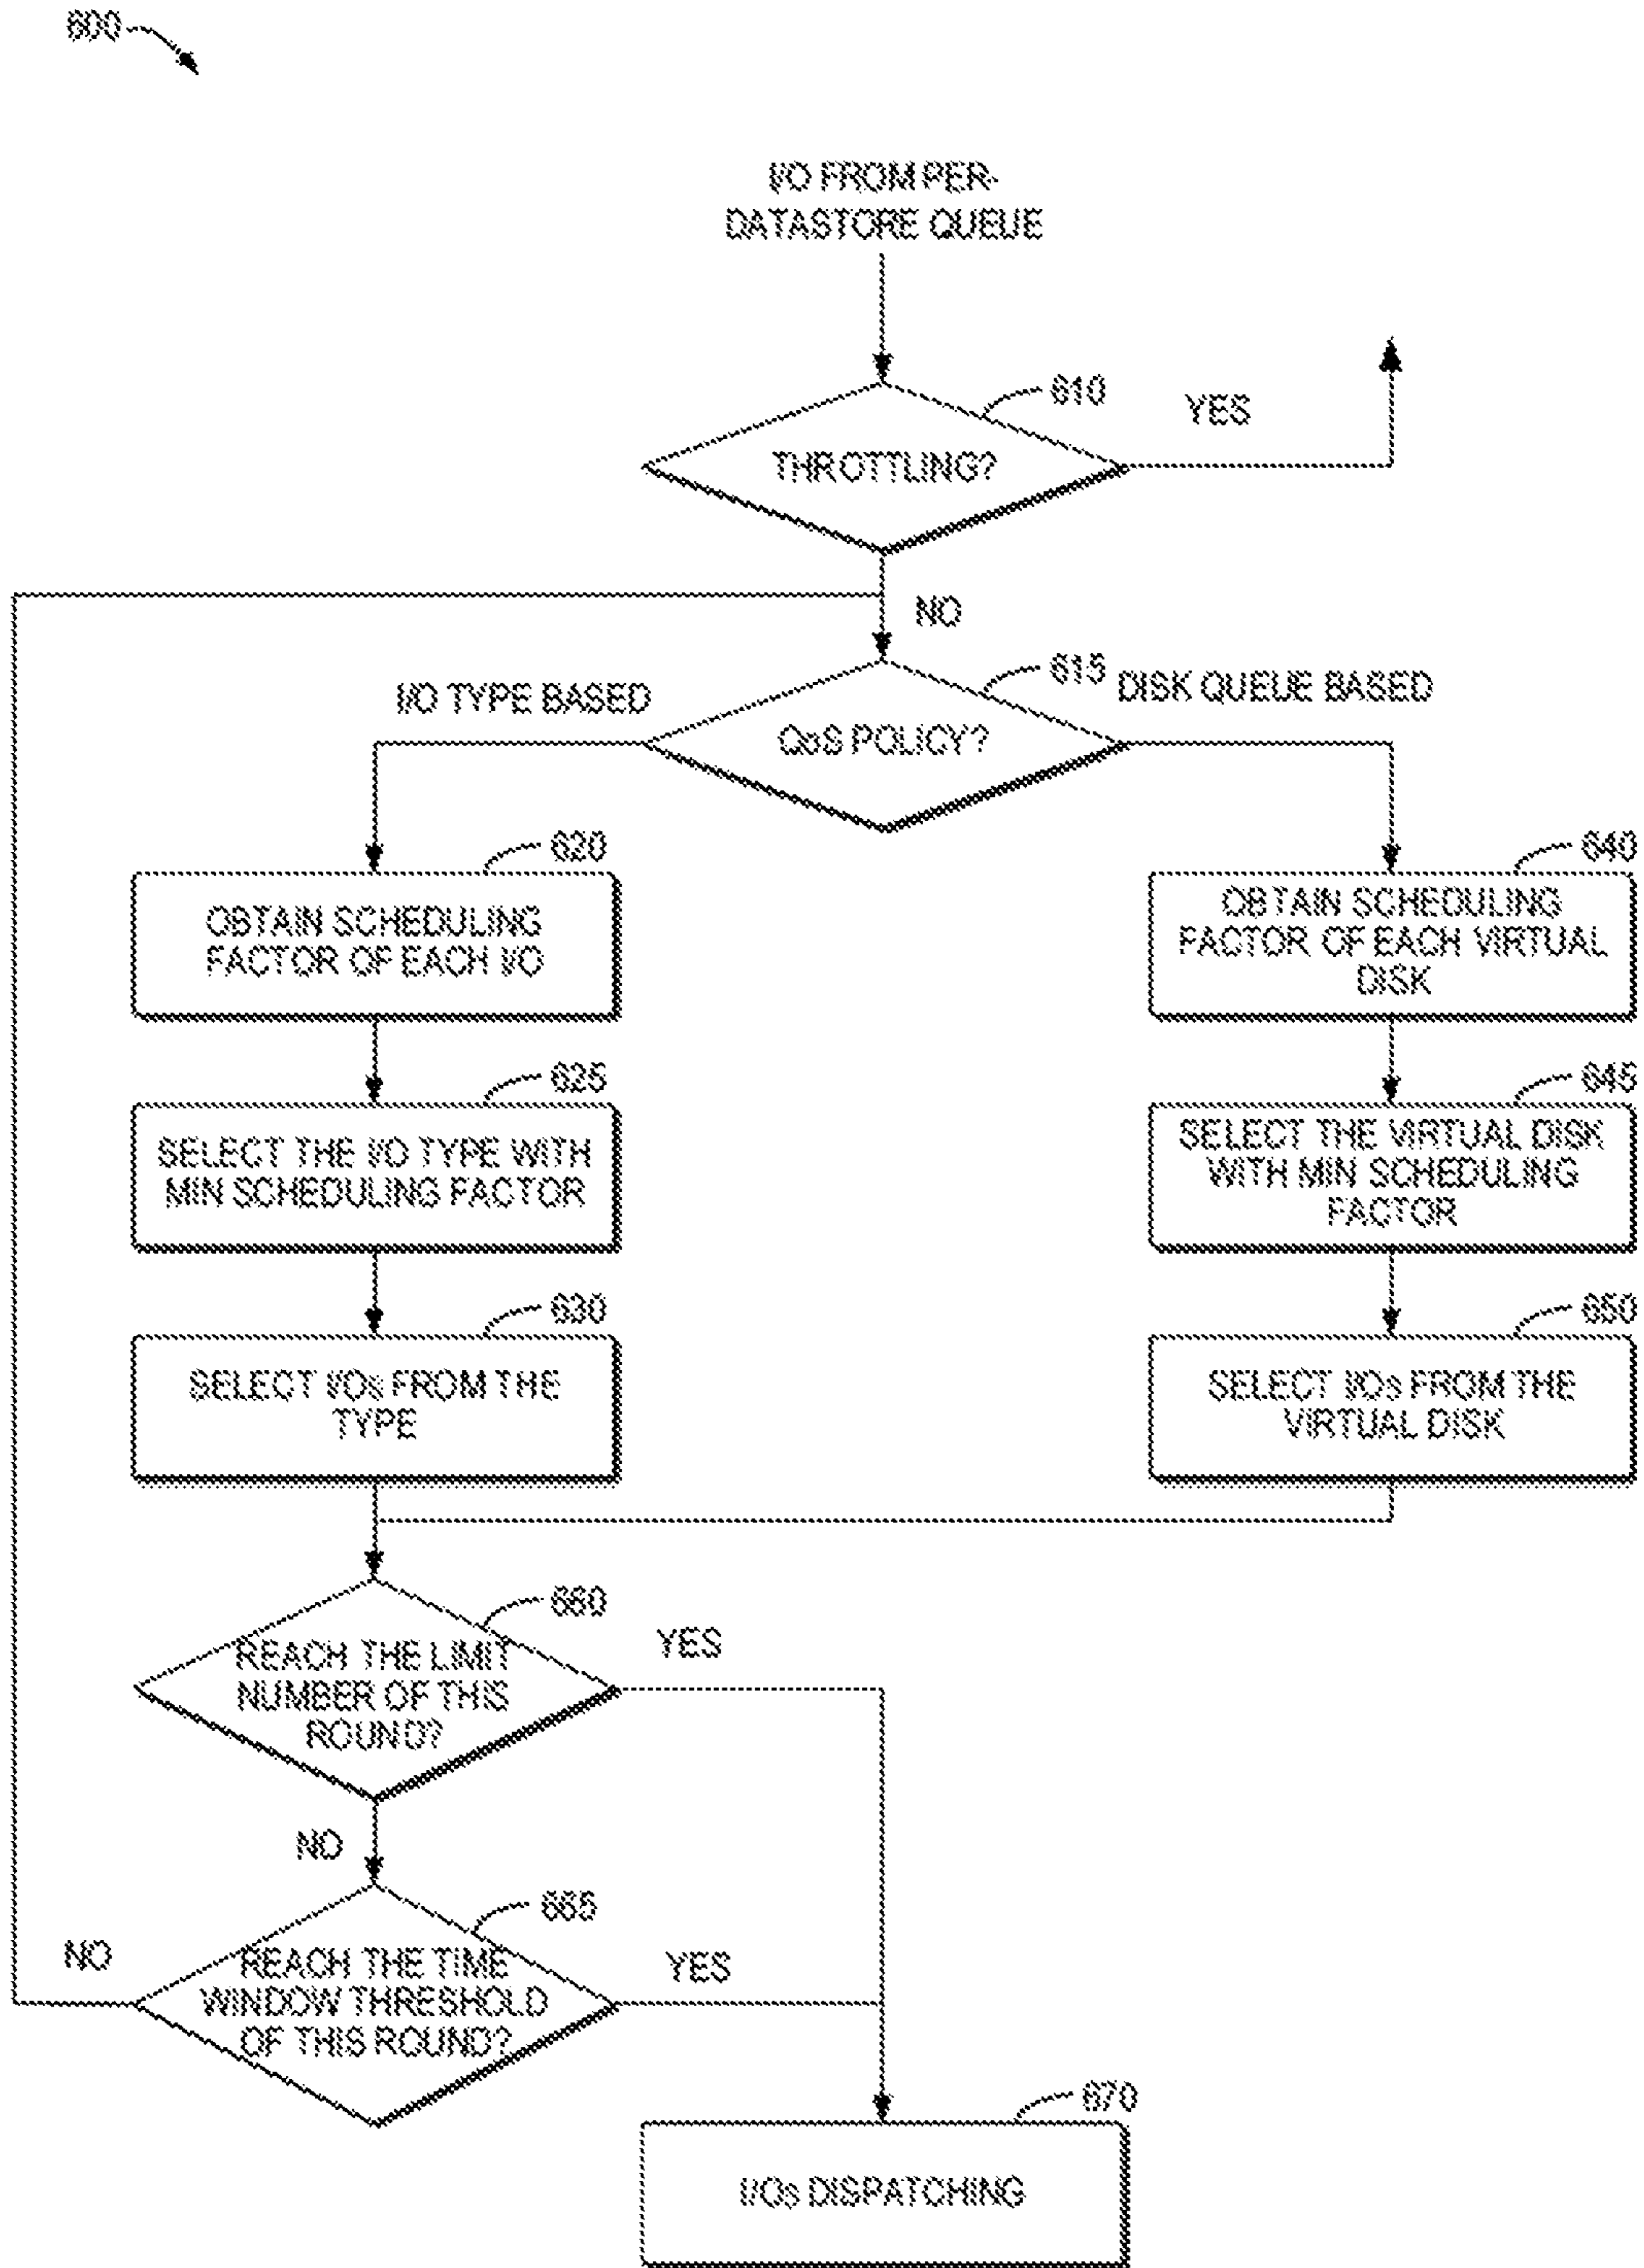 600
I/O FROM PER-
DATASTORE QUEUE
610
THROTTLING?
YES
NO
615
I/O TYPE BASED
DISK QUEUE BASED
QoS POLICY?
620
OBTAIN SCHEDULING
FACTOR OF EACH I/O
640
OBTAIN SCHEDULING
FACTOR OF EACH VIRTUAL
DISK
625
SELECT THE I/O TYPE WITH
MIN SCHEDULING FACTOR
645
SELECT THE VIRTUAL DISK
WITH MIN SCHEDULING
FACTOR
630
SELECT I/Os FROM THE
TYPE
650
SELECT I/Os FROM THE
VIRTUAL DISK
660
REACH THE LIMIT
NUMBER OF THIS
ROUND?
YES
NO
665
REACH THE TIME
WINDOW THRESHOLD
OF THIS ROUND?
NO
YES
670
I/Os DISPATCHING